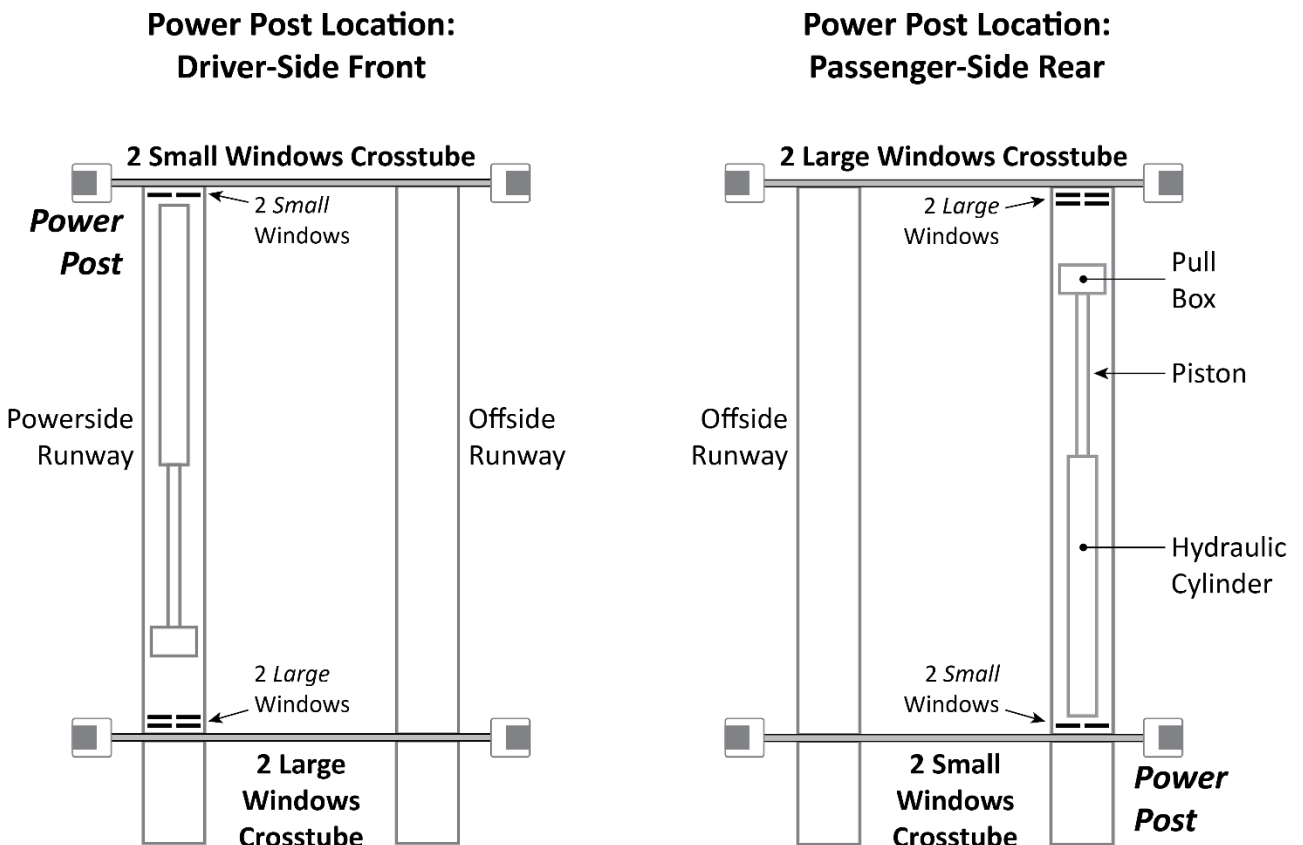 Power Post Location:
Driver-Side Front
2 Small Windows Crosstube
2 Small
Windows
Power
Post
Powerside
Runway
Offside
Runway
2 Large
Windows
2 Large
Windows
Crosstube
Power Post Location:
Passenger-Side Rear
2 Large Windows Crosstube
2 Large
Windows
Pull
Box
Piston
Offside
Runway
Hydraulic
Cylinder
2 Small
Windows
2 Small
Windows
Crosstube
Power
Post